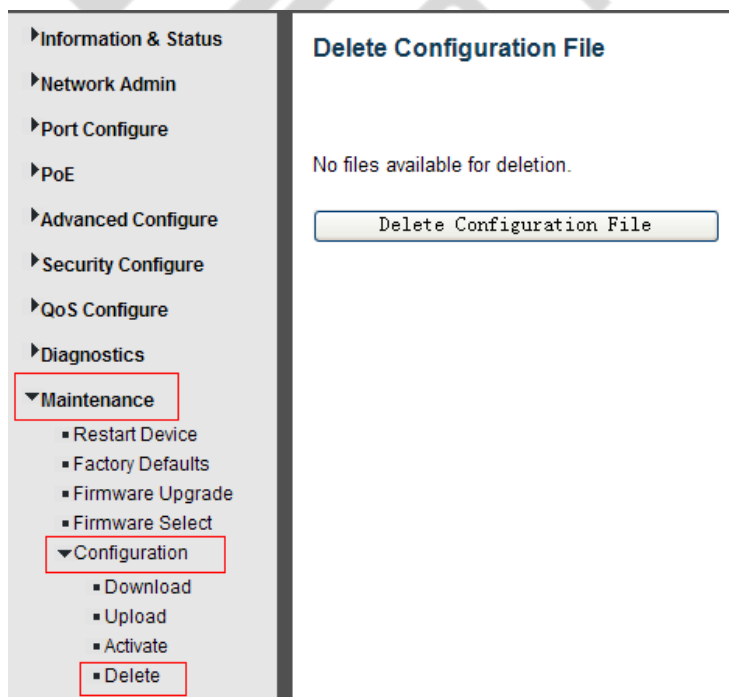 Information & Status
Network Admin
Port Configure
PoE
Advanced Configure
Security Configure
QoS Configure
Diagnostics
Maintenance
Restart Device
Factory Defaults
Firmware Upgrade
Firmware Select
Configuration
Download
Upload
Activate
Delete
Delete Configuration File
No files available for deletion.
Delete Configuration File